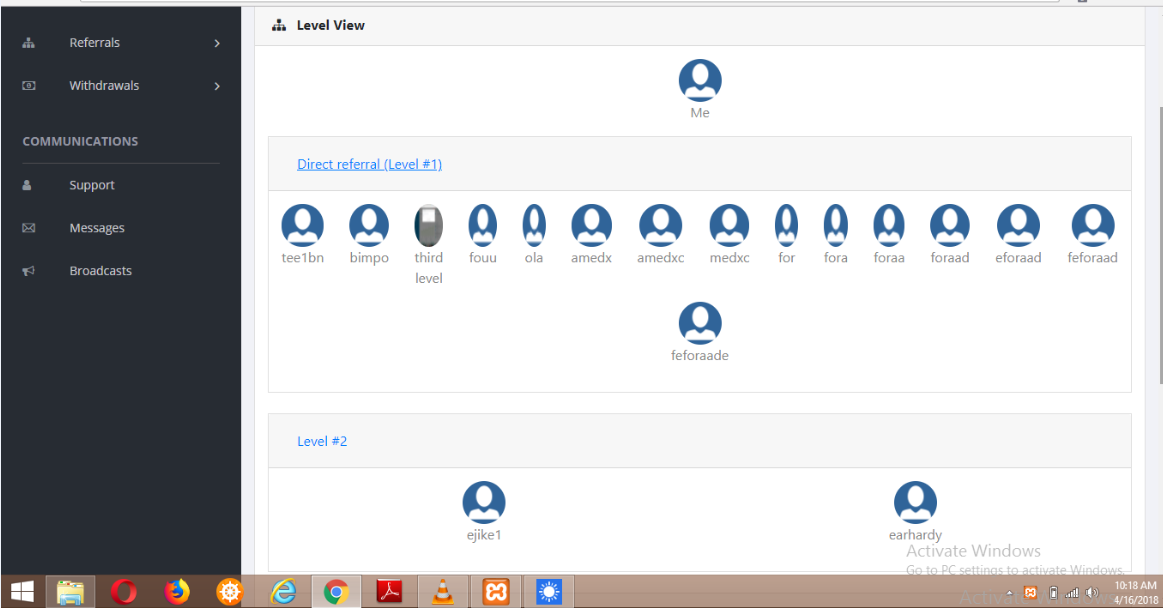 Level View
Referrals
Withdrawals
COMMUNICATIONS
Support
Messages
Broadcasts
Me
Direct referral (Level #1)
tee1bn bimpo third level fouu ola amedx amedxc medxc for fora foraa foraad eforaad feforaad
feforaade
Level #2
ejike1 earhardy
Activate Windows
Go to PC settings to activate Windows.
10:18 AM
4/16/2018